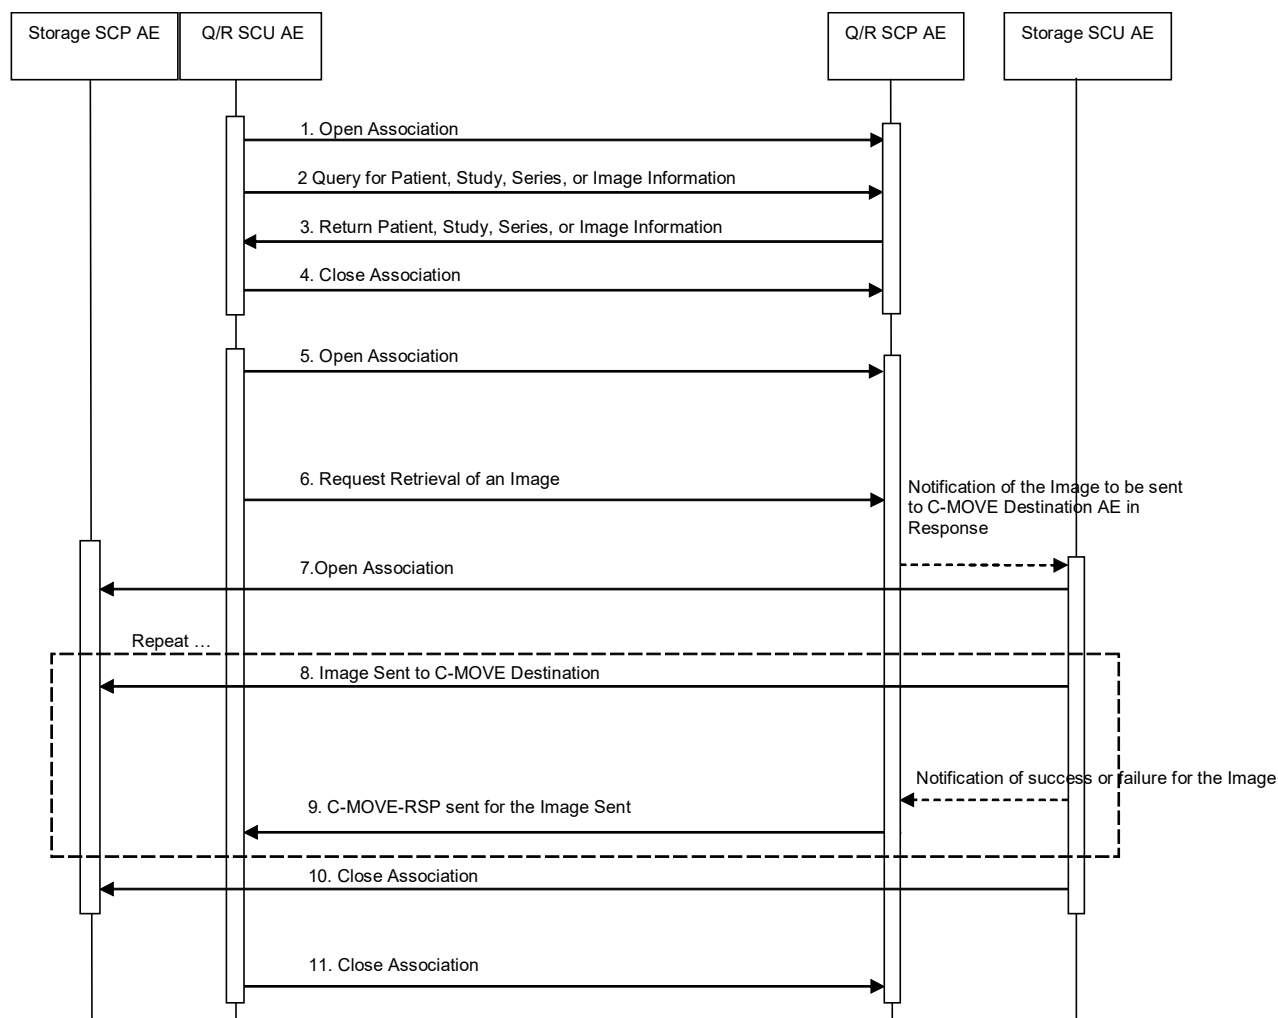 Storage SCP AE
Q/R SCU AE
Q/R SCP AE
Storage SCU AE
1. Open Association
2 Query for Patient, Study, Series, or Image Information
3. Return Patient, Study, Series, or Image Information
4. Close Association
5. Open Association
6. Request Retrieval of an Image
Notification of the Image to be sent
to C-MOVE Destination AE in
Response
7.Open Association
Repeat …
8. Image Sent to C-MOVE Destination
Notification of success or failure for the Image
9. C-MOVE-RSP sent for the Image Sent
10. Close Association
11. Close Association